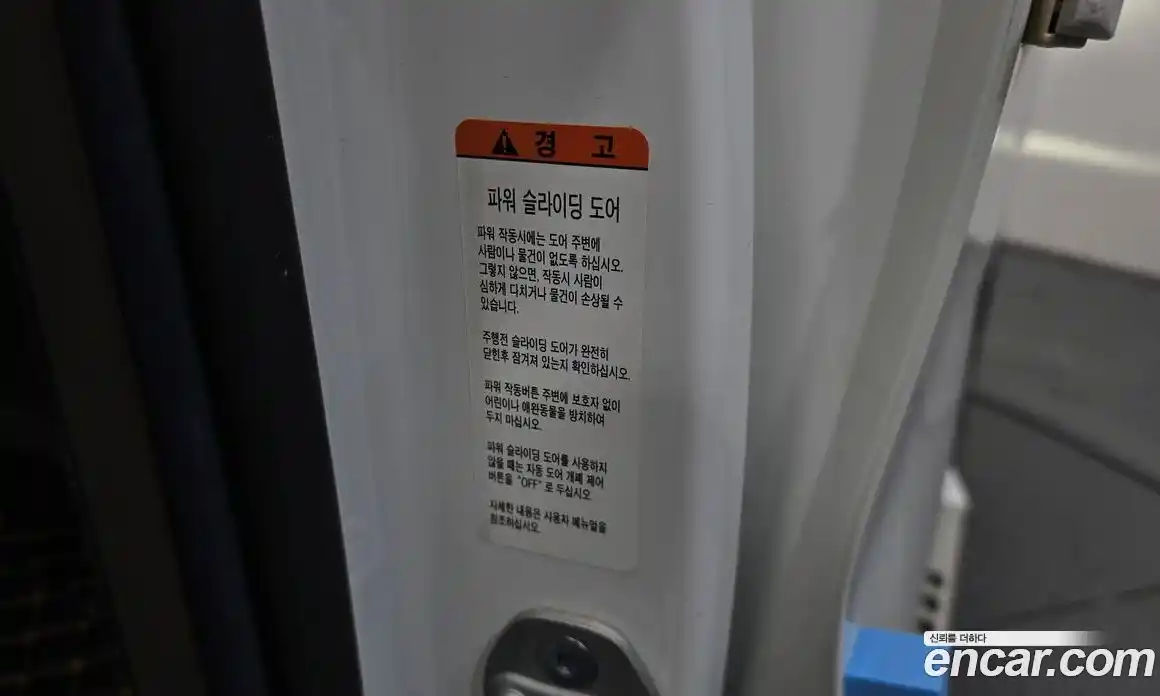 경 고
파워 슬라이딩 도어
파워 작동시에는 도어 주변에
사람이나 물건이 없도록 하십시오.
그렇지 않으면, 작동시 사람이
심하게 다치거나 물건이 손상될 수
있습니다.
주행전 슬라이딩 도어가 완전히
닫힌후 잠겨져 있는지 확인하십시오.
파워 작동버튼 주변에 보호자 없이
어린이나 애완동물을 방치하여
두지 마십시오.
파워 슬라이딩 도어를 사용하지
않을 때는 자동 도어 개폐 제어
버튼을 "OFF" 로 두십시오
자세한 내용은 사용자 메뉴얼을
참조하십시오.
신뢰를 더하다
encar.com